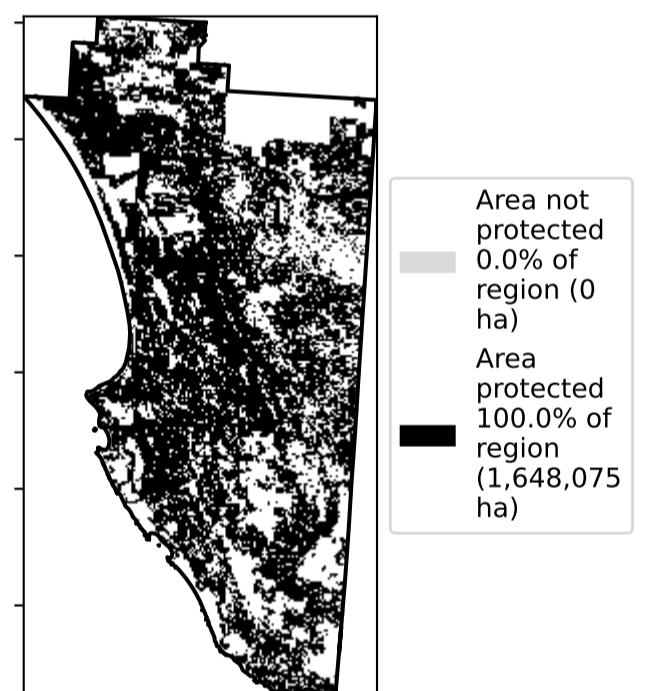 Area not
protected
0.0% of
region (0
ha)
Area
protected
100.0% of
region
(1,648,075
ha)